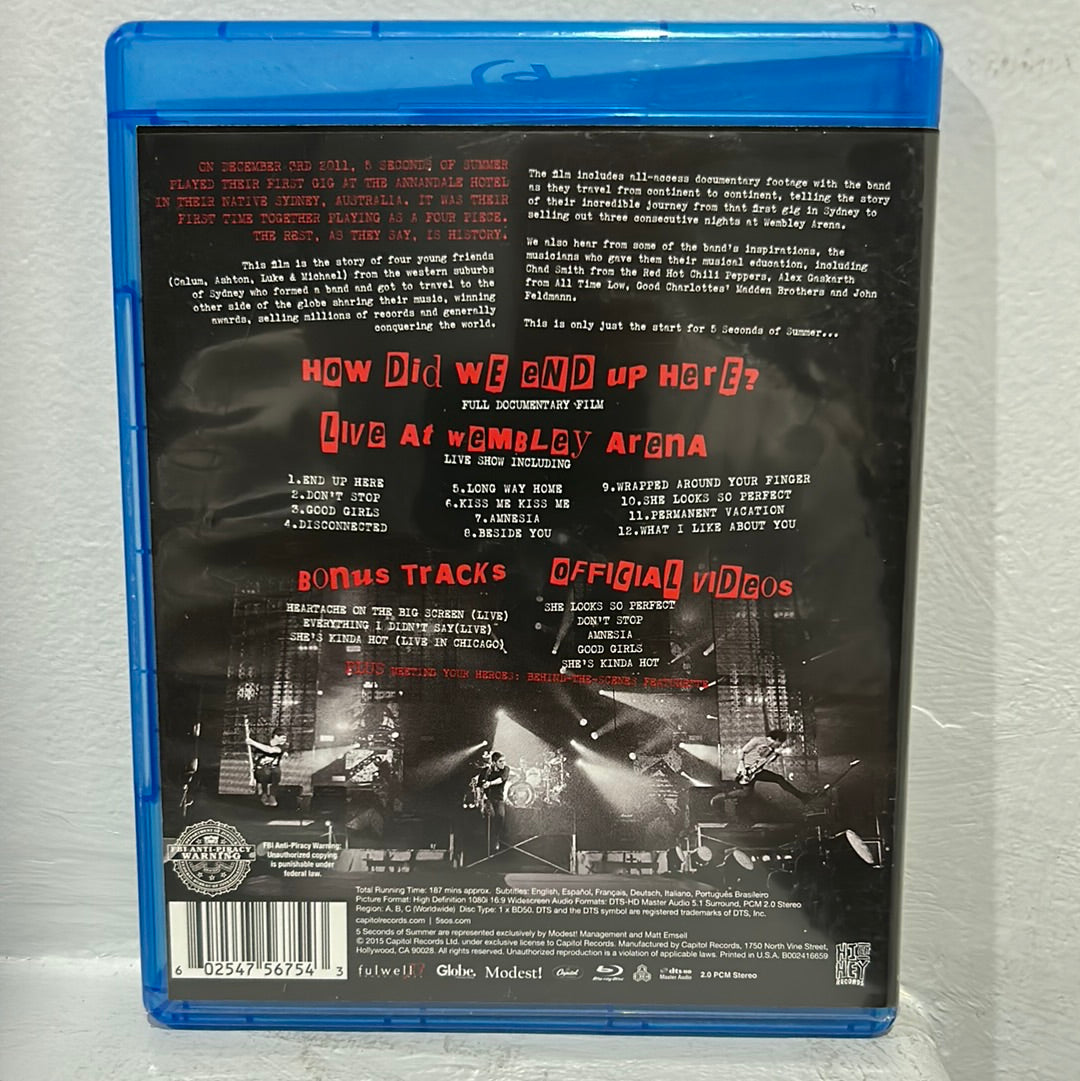 ON DECEMBER 3RD 2011, 5 SECONDS OF SUMMER
PLAYED THEIR FIRST GIG AT THE ANNANDALE HOTEL
IN THEIR NATIVE SYDNEY, AUSTRALIA. IT WAS THEIR
FIRST TIME TOGETHER PLAYING AS A FOUR PIECE.
THE REST, AS THEY SAY, IS HISTORY.
This film is the story of four young friends
(Calum, Ashton, Luke & Michael) from the western suburbs
of Sydney who formed a band and got to travel to the
other side of the globe sharing their music, winning
awards, selling millions of records and generally
conquering the world.
The film includes all-access documentary footage with the band
as they travel from continent to continent, telling the story
of their incredible journey from that first gig in Sydney to
selling out three consecutive nights at Wembley Arena.
We also hear from some of the band's inspirations, the
musicians who gave them their musical education, including
Chad Smith from the Red Hot Chili Peppers, Alex Gaskarth
from All Time Low, Good Charlottes' Madden Brothers and John
Feldmann.
This is only just the start for 5 Seconds of Summer...
HOW DiD WE END UP HerE?
FULL DOCUMENTARY FILM
LIVE At WEMBLEy ArENA
LIVE SHOW INCLUDING
1.END UP HERE
2.DON'T STOP
3.GOOD GIRLS
4.DISCONNECTED
5.LONG WAY HOME
6.KISS ME KISS ME
7.AMNESIA
8.BESIDE YOU
9.WRAPPED AROUND YOUR FINGER
10.SHE LOOKS SO PERFECT
11.PERMANENT VACATION
12.WHAT I LIKE ABOUT YOU
BONUS TRACKS
HEARTACHE ON THE BIG SCREEN (LIVE)
EVERYTHING I DIDN'T SAY(LIVE)
SHE'S KINDA HOT (LIVE IN CHICAGO)
OFFICIAL VIDEOS
SHE LOOKS SO PERFECT
DON'T STOP
AMNESIA
GOOD GIRLS
SHE'S KINDA HOT
PLUS MEETING YOUR HEROES: BEHIND-THE-SCENES FEATURETTE
FBI ANTI-PIRACY
WARNING
FBI Anti-Piracy Warning:
Unauthorized copying
is punishable under
federal law.
Total Running Time: 187 mins approx. Subtitles: English, Español, Français, Deutsch, Italiano, Português Brasileiro
Picture Format: High Definition 1080i 16:9 Widescreen Audio Formats: DTS-HD Master Audio 5.1 Surround, PCM 2.0 Stereo
Region: A, B, C (Worldwide) Disc Type: 1 x BD50. DTS and the DTS symbol are registered trademarks of DTS, Inc.
capitolrecords.com | 5sos.com
5 Seconds of Summer are represented exclusively by Modest! Management and Matt Emsell
© 2015 Capitol Records Ltd. under exclusive license to Capitol Records. Manufactured by Capitol Records, 1750 North Vine Street,
Hollywood, CA 90028. All rights reserved. Unauthorized reproduction is a violation of applicable laws. Printed in U.S.A. B002416659
6 02547 56754 3
fulwell73 Globe. Modest! Capitol Blu-ray Disc dts-HD Master Audio 2.0 PCM Stereo
HI OR HEY RECORDS